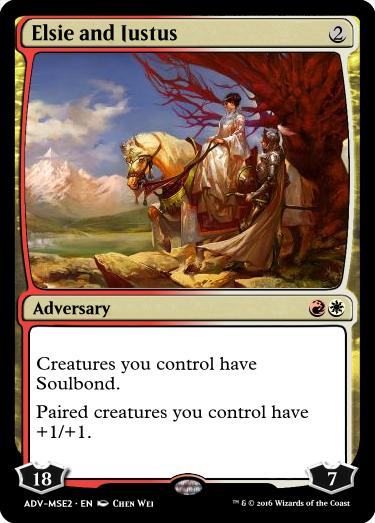 Elsie and Justus 2
Adversary
Creatures you control have
Soulbond.
Paired creatures you control have
+1/+1.
18 7
ADV-MSE2 · EN Chen Wei ™ & © 2016 Wizards of the Coast